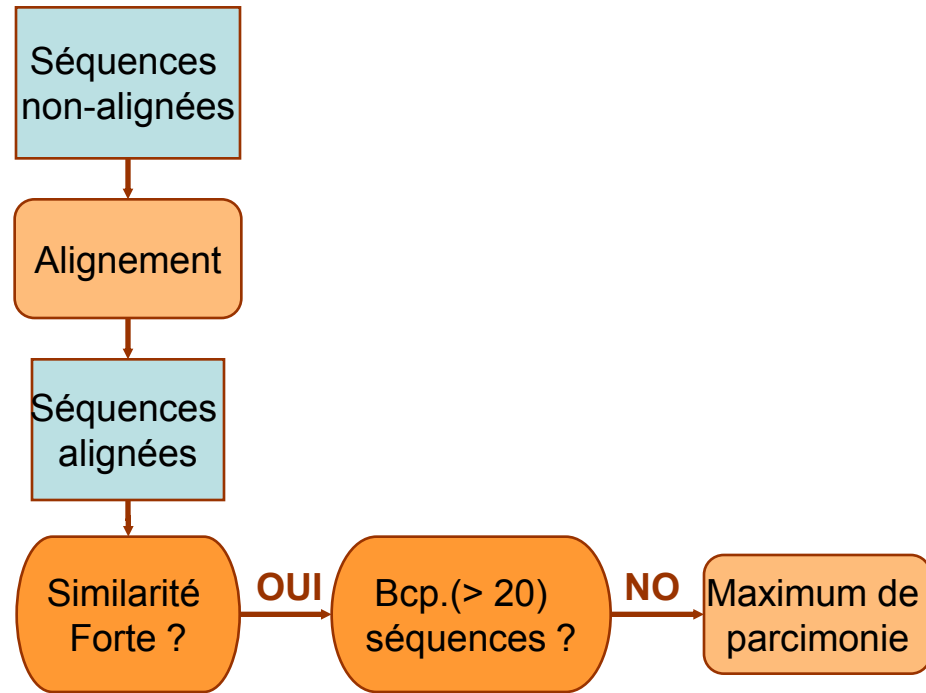 Séquences
non-alignées
Alignement
Séquences
alignées
Similarité
Forte ?
OUI
Bcp.(> 20)
séquences ?
NO
Maximum de
parcimonie